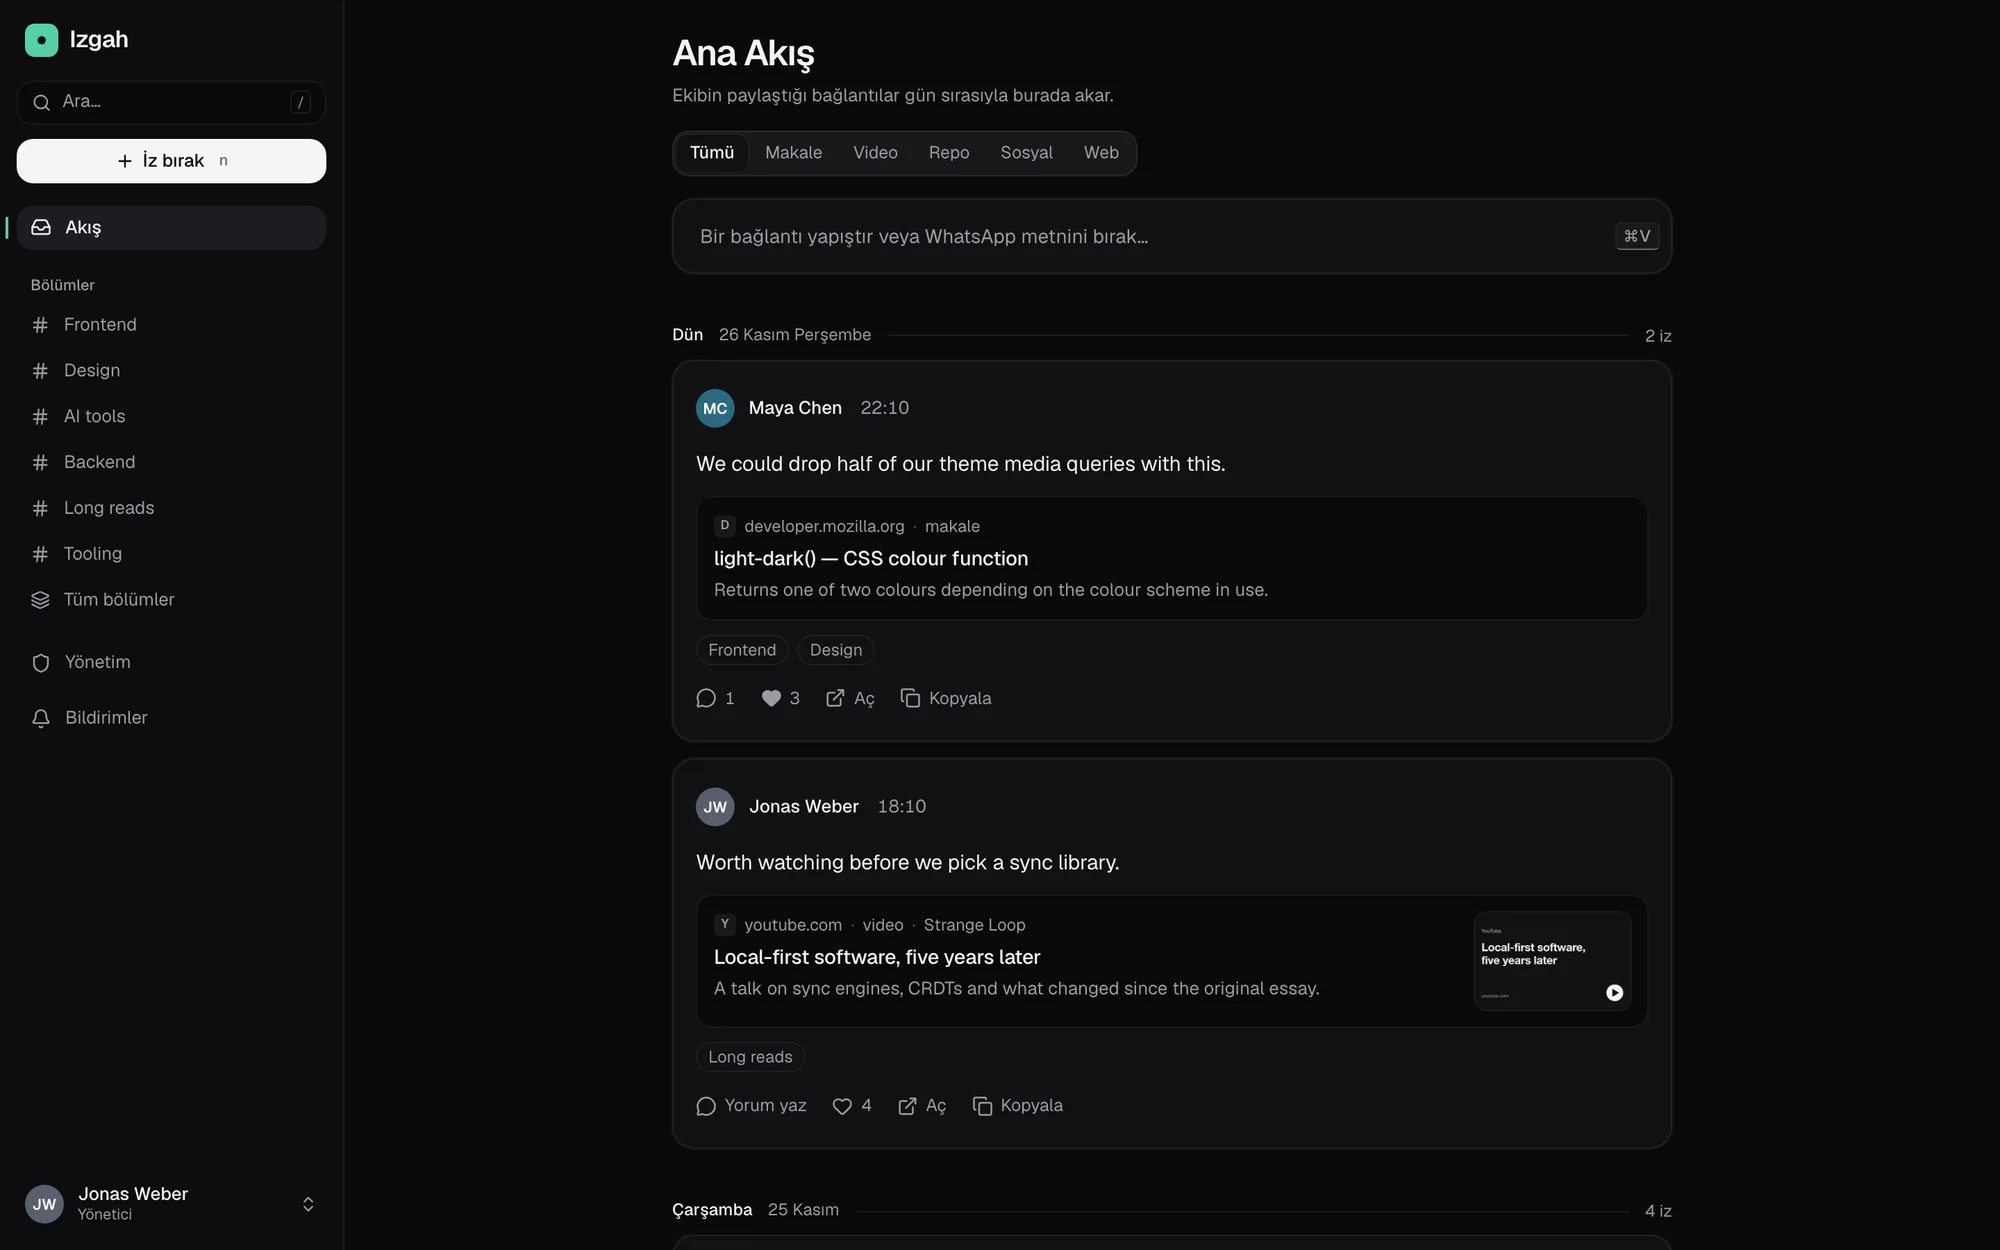 Izgah
Ara... /
+ İz bırak n
Akış
Bölümler
# Frontend
# Design
# AI tools
# Backend
# Long reads
# Tooling
Tüm bölümler
Yönetim
Bildirimler
JW Jonas Weber
Yönetici
Ana Akış
Ekibin paylaştığı bağlantılar gün sırasıyla burada akar.
Tümü Makale Video Repo Sosyal Web
Bir bağlantı yapıştır veya WhatsApp metnini bırak... ⌘V
Dün 26 Kasım Perşembe 2 iz
MC Maya Chen 22:10
We could drop half of our theme media queries with this.
D developer.mozilla.org · makale
light-dark() — CSS colour function
Returns one of two colours depending on the colour scheme in use.
Frontend Design
1 3 Aç Kopyala
JW Jonas Weber 18:10
Worth watching before we pick a sync library.
Y youtube.com · video · Strange Loop
Local-first software, five years later
A talk on sync engines, CRDTs and what changed since the original essay.
YouTube
Local-first software,
five years later
youtube.com
Long reads
Yorum yaz 4 Aç Kopyala
Çarşamba 25 Kasım 4 iz